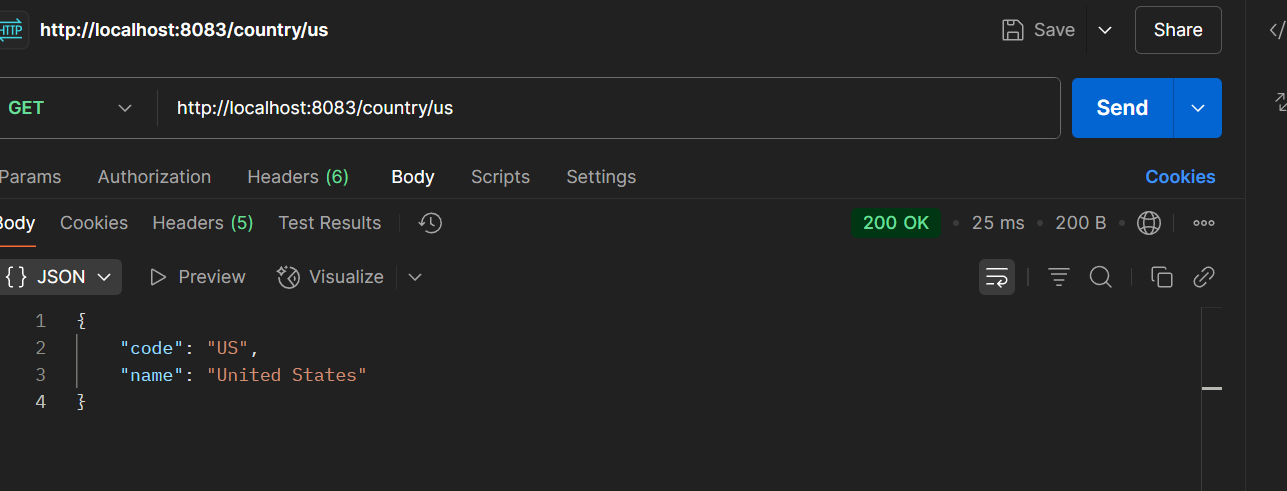 HTTP http://localhost:8083/country/us Save Share
GET http://localhost:8083/country/us Send
Params Authorization Headers (6) Body Scripts Settings Cookies
Body Cookies Headers (5) Test Results 200 OK • 25 ms • 200 B •
{} JSON Preview Visualize
1 {
2 "code": "US",
3 "name": "United States"
4 }